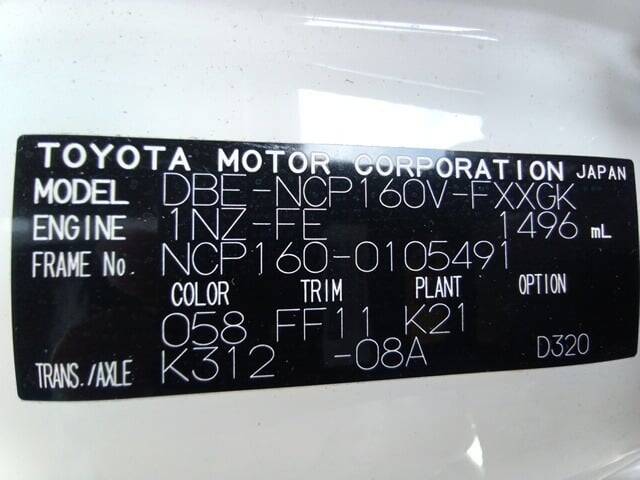 TOYOTA MOTOR CORPORATION JAPAN
MODEL DBE-NCP160V-FXXGK
ENGINE 1NZ-FE 1496 mL
FRAME No. NCP160-0105491
COLOR TRIM PLANT OPTION
058 FF11 K21
TRANS./AXLE K312 -08A D320